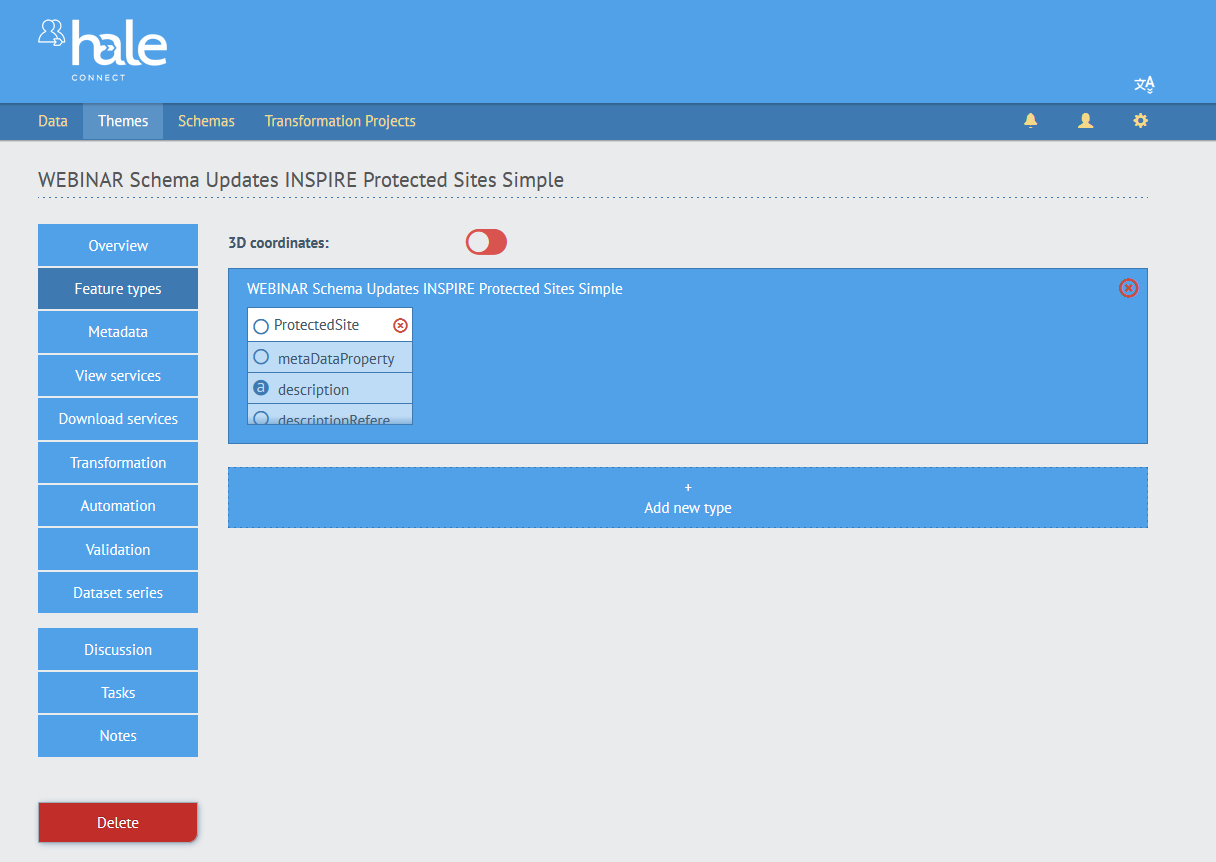 hale
CONNECT
Data
Themes
Schemas
Transformation Projects
WEBINAR Schema Updates INSPIRE Protected Sites Simple
Overview
Feature types
Metadata
View services
Download services
Transformation
Automation
Validation
Dataset series
Discussion
Tasks
Notes
Delete
3D coordinates:
WEBINAR Schema Updates INSPIRE Protected Sites Simple
ProtectedSite
metaDataProperty
a description
descriptionRefere
+
Add new type